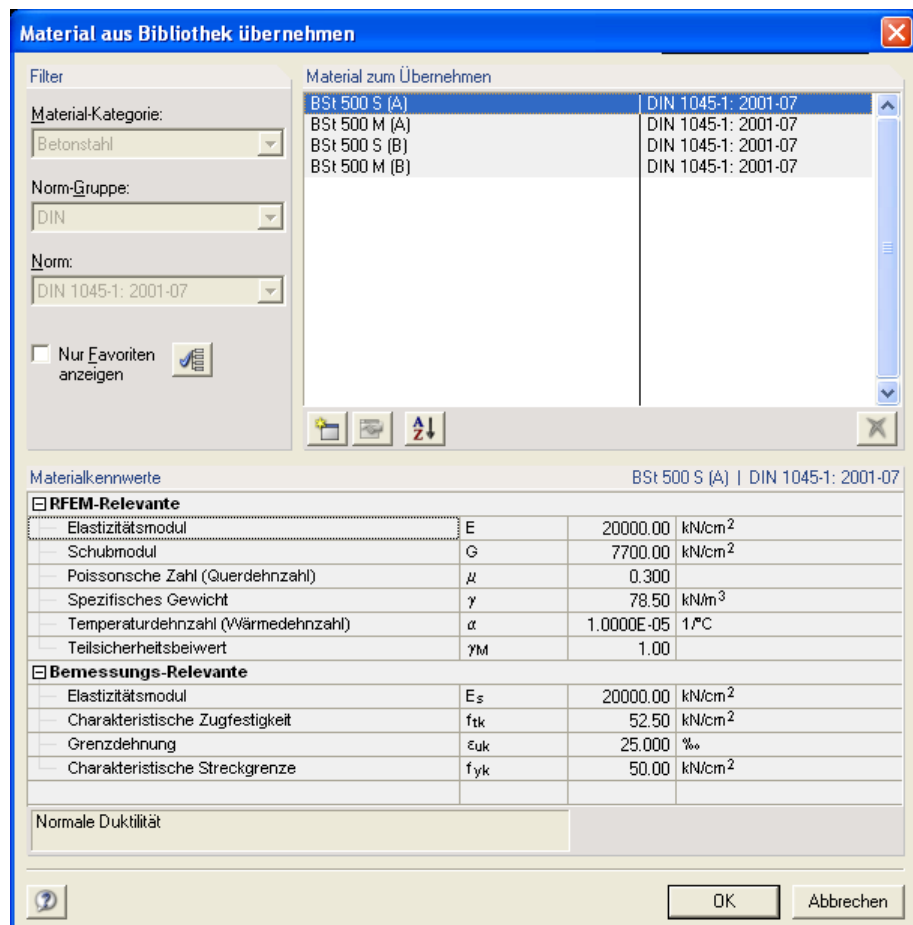 Material aus Bibliothek übernehmen
Filter
Material-Kategorie:
Betonstahl
Norm-Gruppe:
DIN
Norm:
DIN 1045-1: 2001-07
Nur Favoriten
anzeigen
Material zum Übernehmen
BSt 500 S (A) DIN 1045-1: 2001-07
BSt 500 M (A) DIN 1045-1: 2001-07
BSt 500 S (B) DIN 1045-1: 2001-07
BSt 500 M (B) DIN 1045-1: 2001-07
A Z
Materialkennwerte BSt 500 S (A) | DIN 1045-1: 2001-07
RFEM-Relevante
Elastizitätsmodul E 20000.00 kN/cm²
Schubmodul G 7700.00 kN/cm²
Poissonsche Zahl (Querdehnzahl) μ 0.300
Spezifisches Gewicht γ 78.50 kN/m³
Temperaturdehnzahl (Wärmedehnzahl) α 1.0000E-05 1/°C
Teilsicherheitsbeiwert γM 1.00
Bemessungs-Relevante
Elastizitätsmodul Es 20000.00 kN/cm²
Charakteristische Zugfestigkeit ftk 52.50 kN/cm²
Grenzdehnung εuk 25.000 ‰
Charakteristische Streckgrenze fyk 50.00 kN/cm²
Normale Duktilität
OK Abbrechen